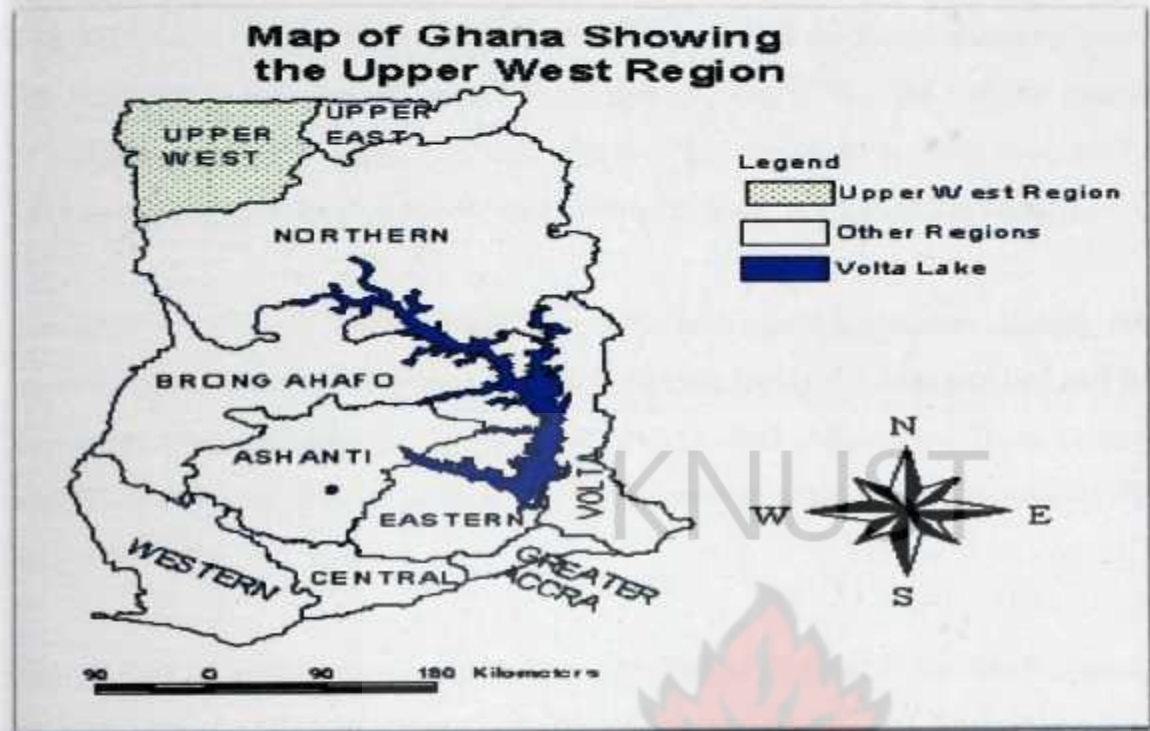 Map of Ghana Showing
the Upper West Region
UPPER
WEST
UPPER
EAST
NORTHERN
BRONG AHAFO
ASHANTI
EASTERN
VOLTA
WESTERN
CENTRAL
GREATER
ACCRA
Legend
Upper West Region
Other Regions
Volta Lake
KNUST
N
W
E
S
90 0 90 180 Kilometers